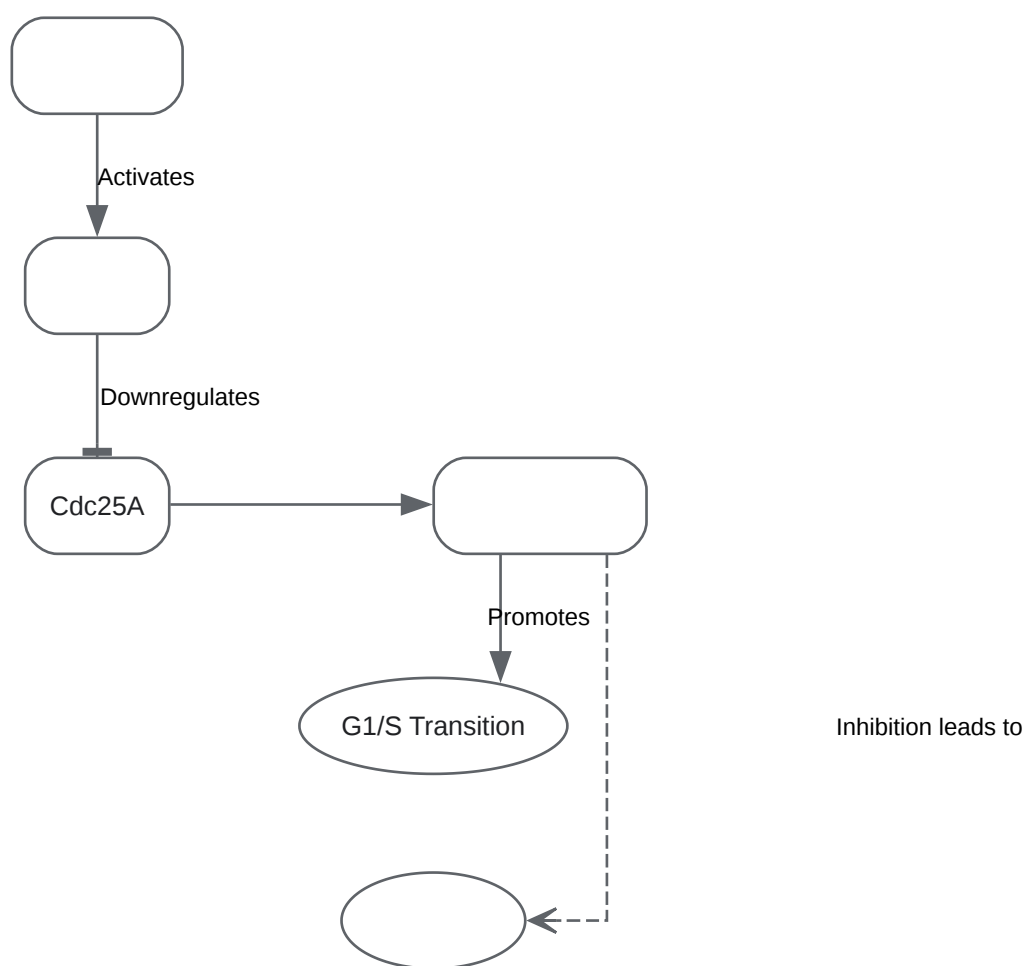 Activates
Downregulates
Cdc25A
Promotes
G1/S Transition
Inhibition leads to